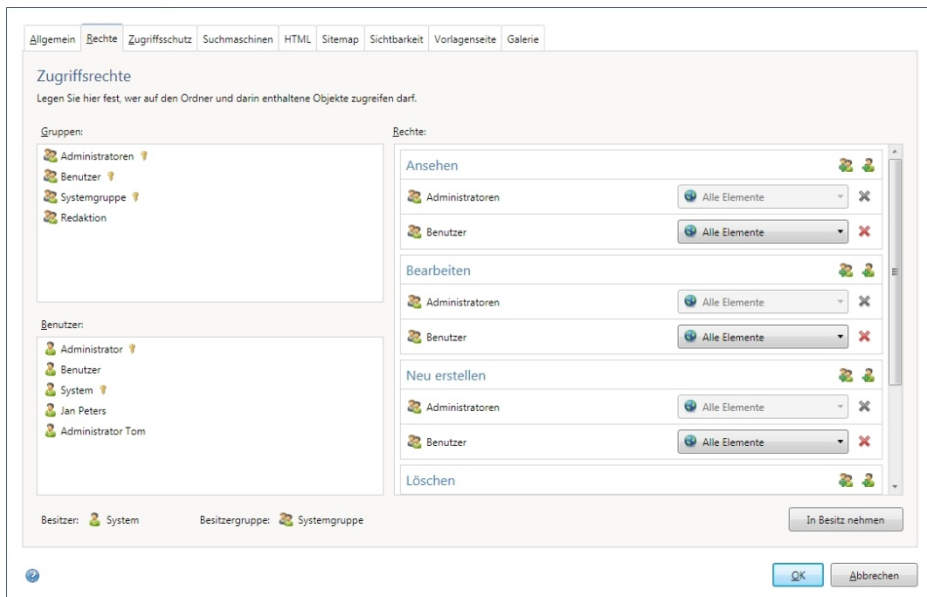 Allgemein Rechte Zugriffsschutz Suchmaschinen HTML Sitemap Sichtbarkeit Vorlagenseite Galerie
Zugriffsrechte
Legen Sie hier fest, wer auf den Ordner und darin enthaltene Objekte zugreifen darf.
Gruppen:
Administratoren
Benutzer
Systemgruppe
Redaktion
Benutzer:
Administrator
Benutzer
System
Jan Peters
Administrator Tom
Rechte:
Ansehen
Administratoren Alle Elemente
Benutzer Alle Elemente
Bearbeiten
Administratoren Alle Elemente
Benutzer Alle Elemente
Neu erstellen
Administratoren Alle Elemente
Benutzer Alle Elemente
Löschen
Besitzer: System Besitzergruppe: Systemgruppe In Besitz nehmen
OK Abbrechen